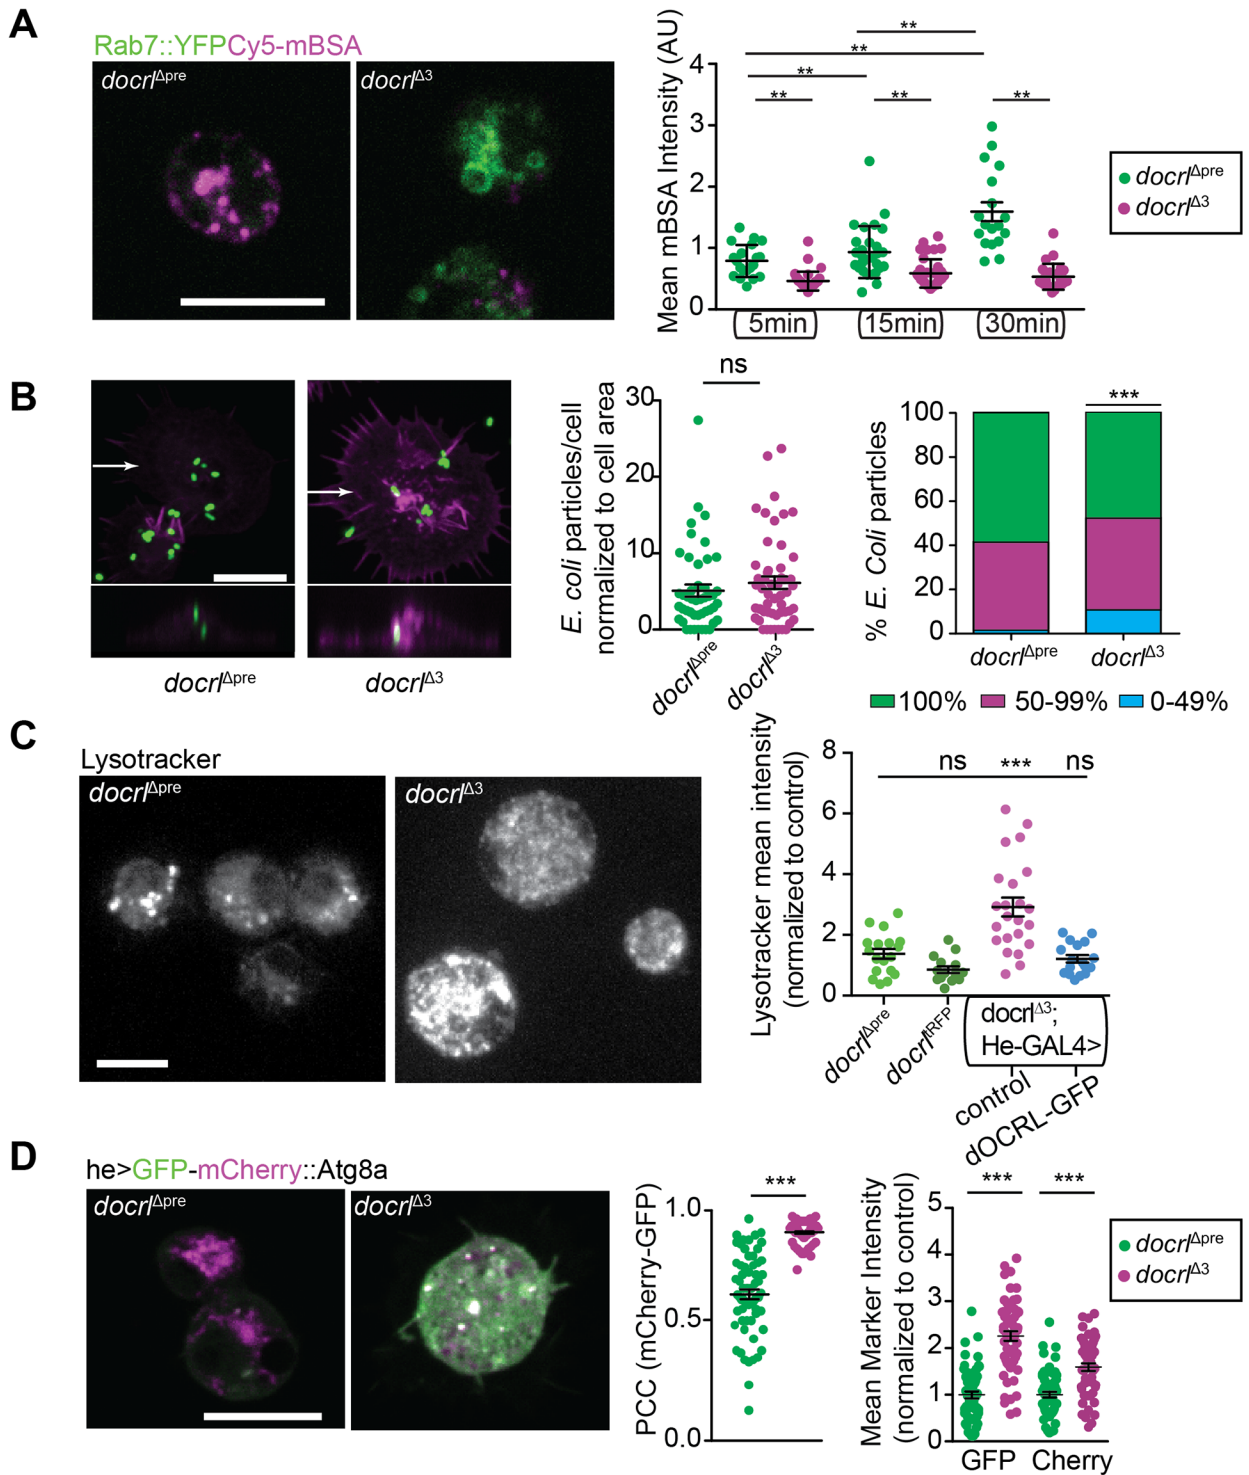 A
Rab7::YFPCy5-mBSA
docrlΔpre
docrlΔ3
Mean mBSA Intensity (AU)
4
3
2
1
0
**
**
**
** ** **
5min 15min 30min
docrlΔpre
docrlΔ3
B
docrlΔpre
docrlΔ3
E. coli particles/cell
normalized to cell area
30
20
10
0
ns
docrlΔpre
docrlΔ3
% E. Coli particles
100
80
60
40
20
0
***
docrlΔpre
docrlΔ3
100% 50-99% 0-49%
C
Lysotracker
docrlΔpre
docrlΔ3
Lysotracker mean intensity
(normalized to control)
8
6
4
2
0
ns *** ns
docrlΔpre
docrltRFP
docrlΔ3;
He-GAL4>
control
dOCRL-GFP
D
he>GFP-mCherry::Atg8a
docrlΔpre
docrlΔ3
PCC (mCherry-GFP)
1.0
0.5
0.0
***
Mean Marker Intensity
(normalized to control)
5
4
3
2
1
0
*** ***
GFP Cherry
docrlΔpre
docrlΔ3